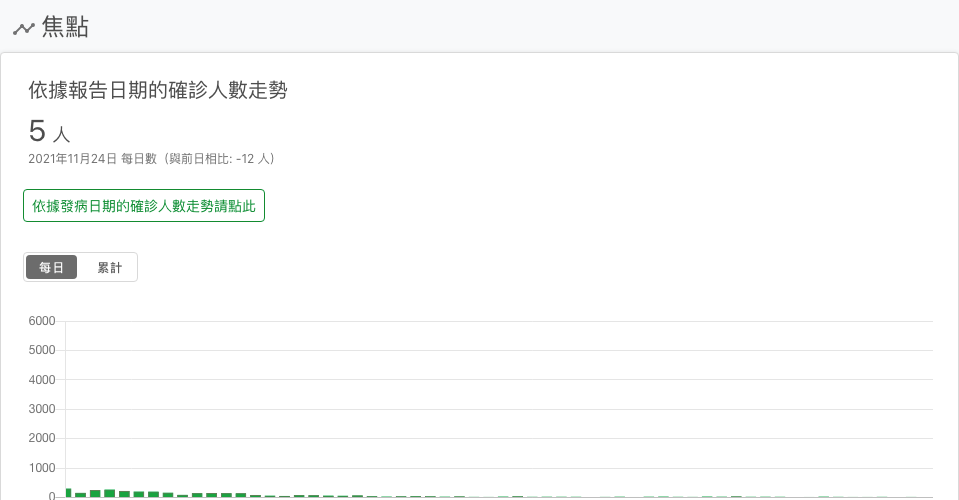 焦點
依據報告日期的確診人數走勢
5 人
2021年11月24日 每日數（與前日相比: -12 人）
依據發病日期的確診人數走勢請點此
每日 累計
6000
5000
4000
3000
2000
1000
0